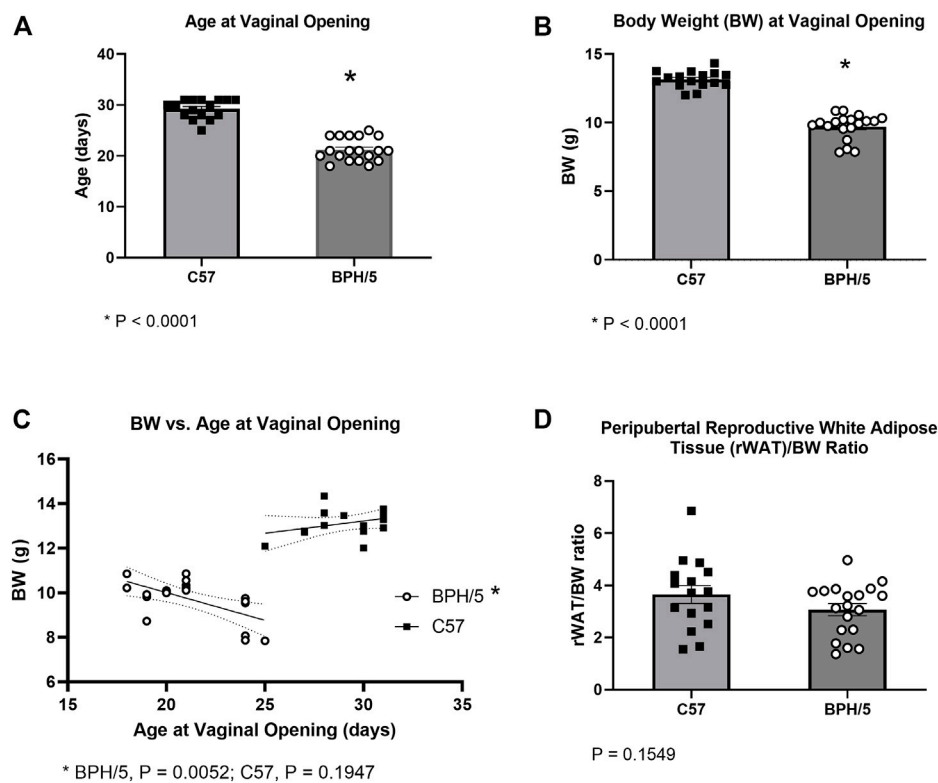 A
Age at Vaginal Opening
Age (days)
40
30
20
10
0
*
C57
BPH/5
* P < 0.0001
B
Body Weight (BW) at Vaginal Opening
BW (g)
15
10
5
0
*
C57
BPH/5
* P < 0.0001
C
BW vs. Age at Vaginal Opening
BW (g)
16
14
12
10
8
6
15
20
25
30
35
BPH/5 *
C57
Age at Vaginal Opening (days)
* BPH/5, P = 0.0052; C57, P = 0.1947
D
Peripubertal Reproductive White Adipose
Tissue (rWAT)/BW Ratio
rWAT/BW ratio
8
6
4
2
0
C57
BPH/5
P = 0.1549